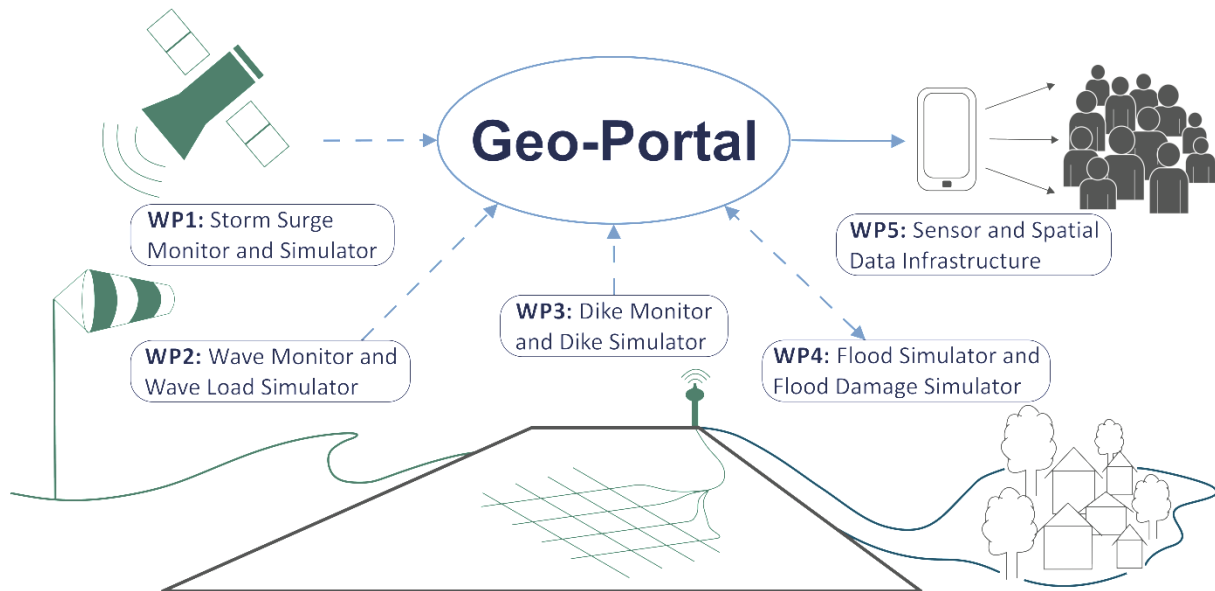 Geo-Portal
WP1: Storm Surge
Monitor and Simulator
WP5: Sensor and Spatial
Data Infrastructure
WP3: Dike Monitor
and Dike Simulator
WP2: Wave Monitor and
Wave Load Simulator
WP4: Flood Simulator and
Flood Damage Simulator